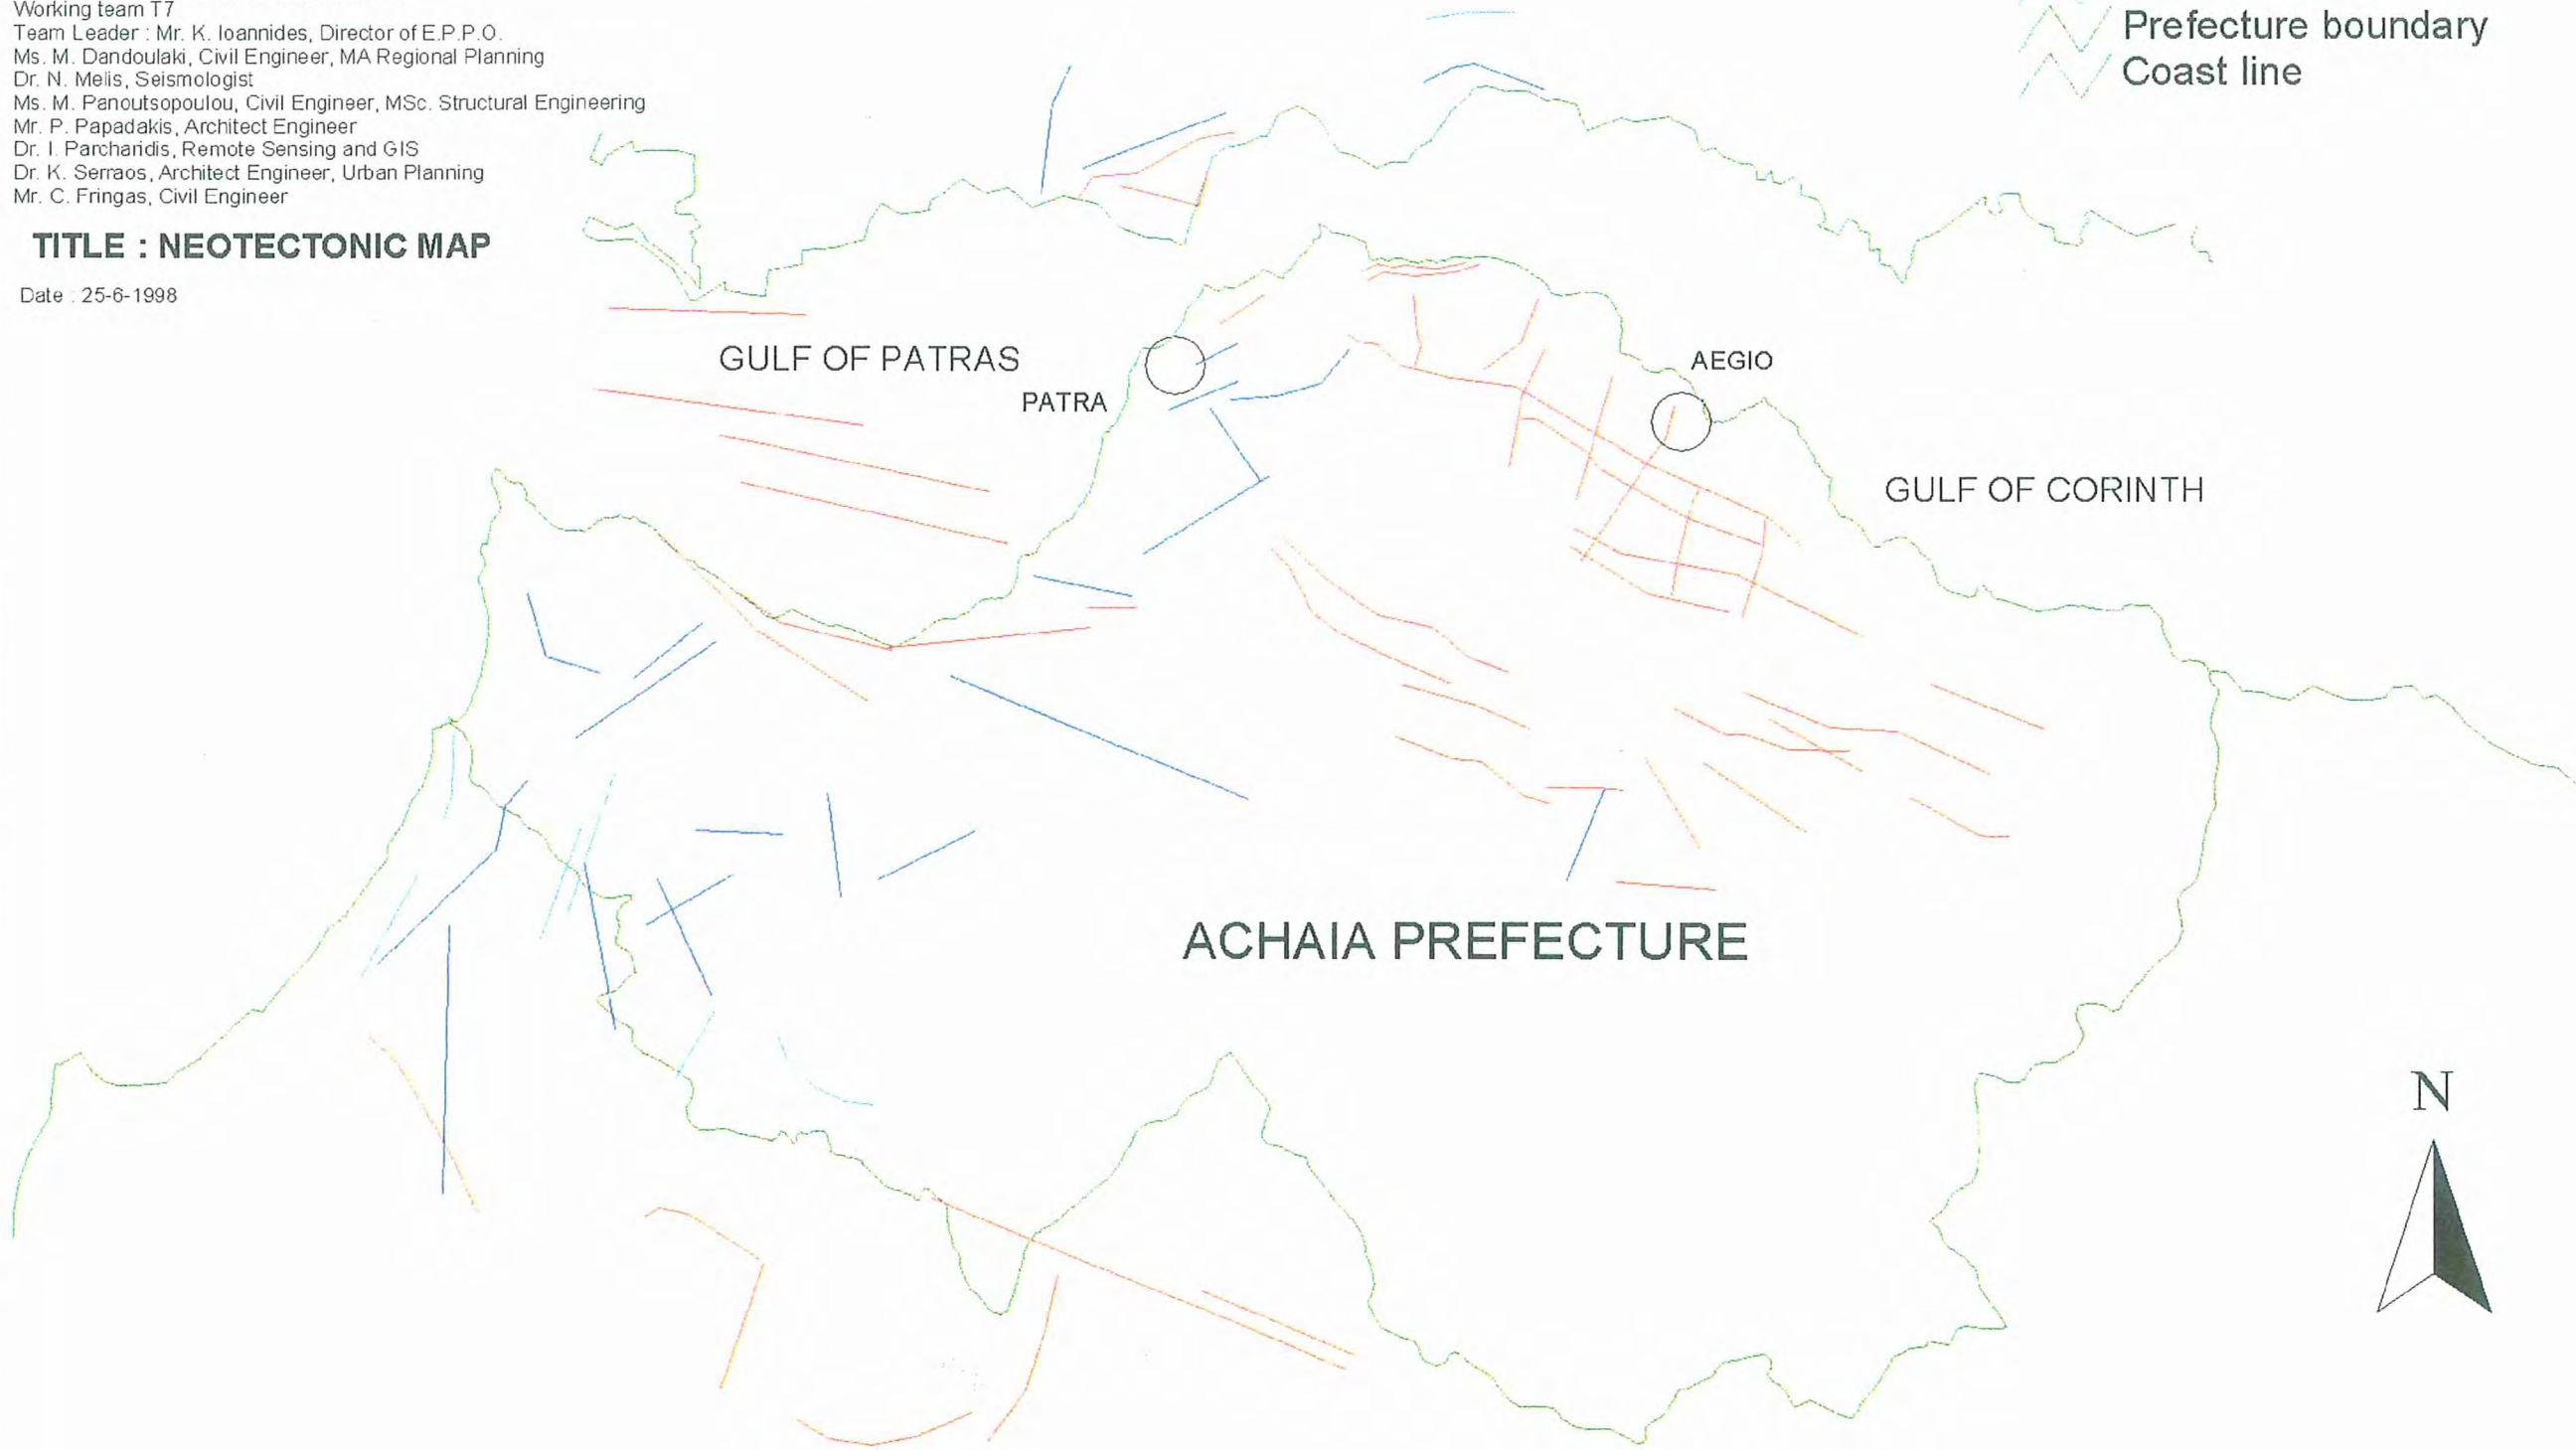 Working team T7
Team Leader : Mr. K. Ioannides, Director of E.P.P.O.
Ms. M. Dandoulaki, Civil Engineer, MA Regional Planning
Dr. N. Melis, Seismologist
Ms. M. Panoutsopoulou, Civil Engineer, MSc. Structural Engineering
Mr. P. Papadakis, Architect Engineer
Dr. I. Parcharidis, Remote Sensing and GIS
Dr. K. Serraos, Architect Engineer, Urban Planning
Mr. C. Fringas, Civil Engineer
TITLE : NEOTECTONIC MAP
Date : 25-6-1998
Prefecture boundary
Coast line
GULF OF PATRAS
PATRA
AEGIO
GULF OF CORINTH
ACHAIA PREFECTURE
N